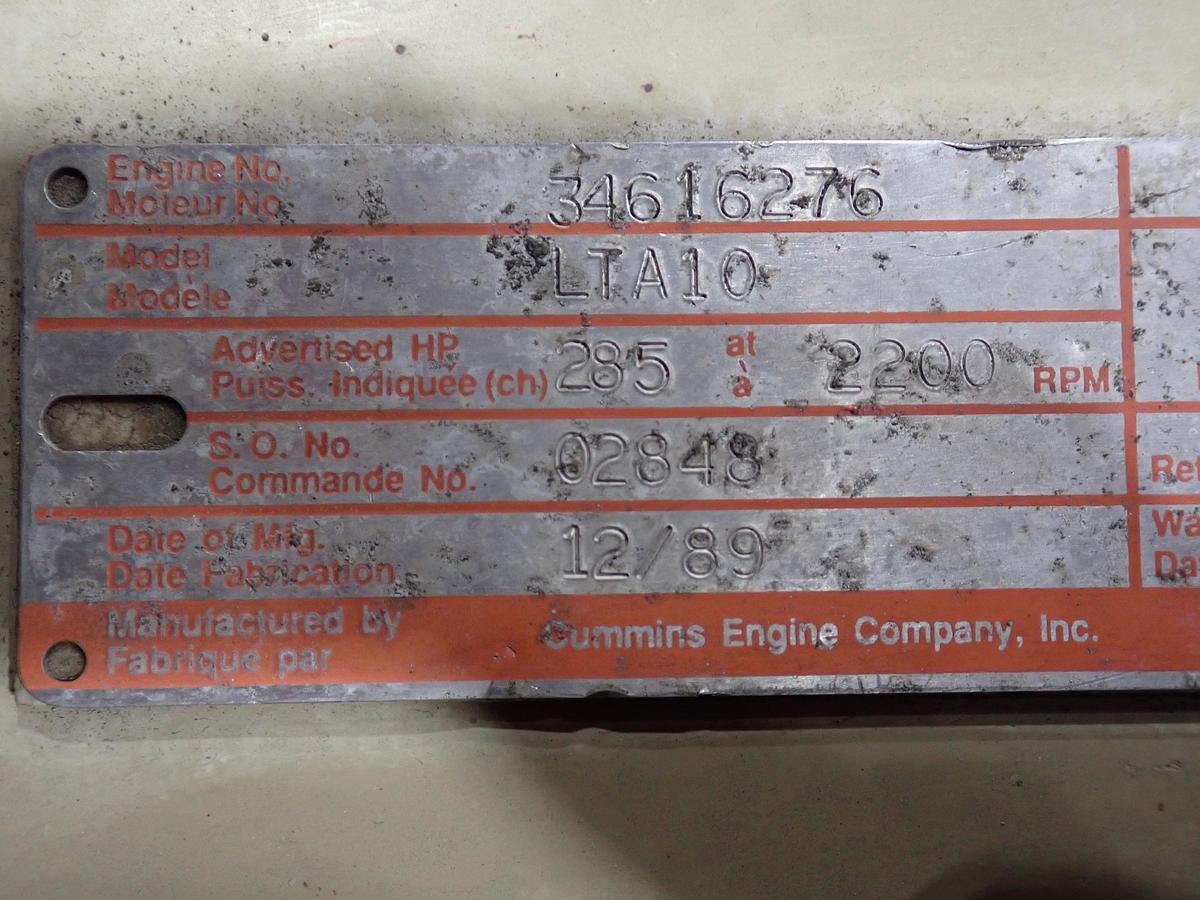 Engine No.
Moteur No. 34616276
Model
Modèle LTA10
Advertised HP 285 at 2200 RPM
Puiss. indiquée (ch) à
S.O. No.
Commande No. 02848
Date of Mfg.
Date Fabrication 12/89
Manufactured by Cummins Engine Company, Inc.
Fabriqué par